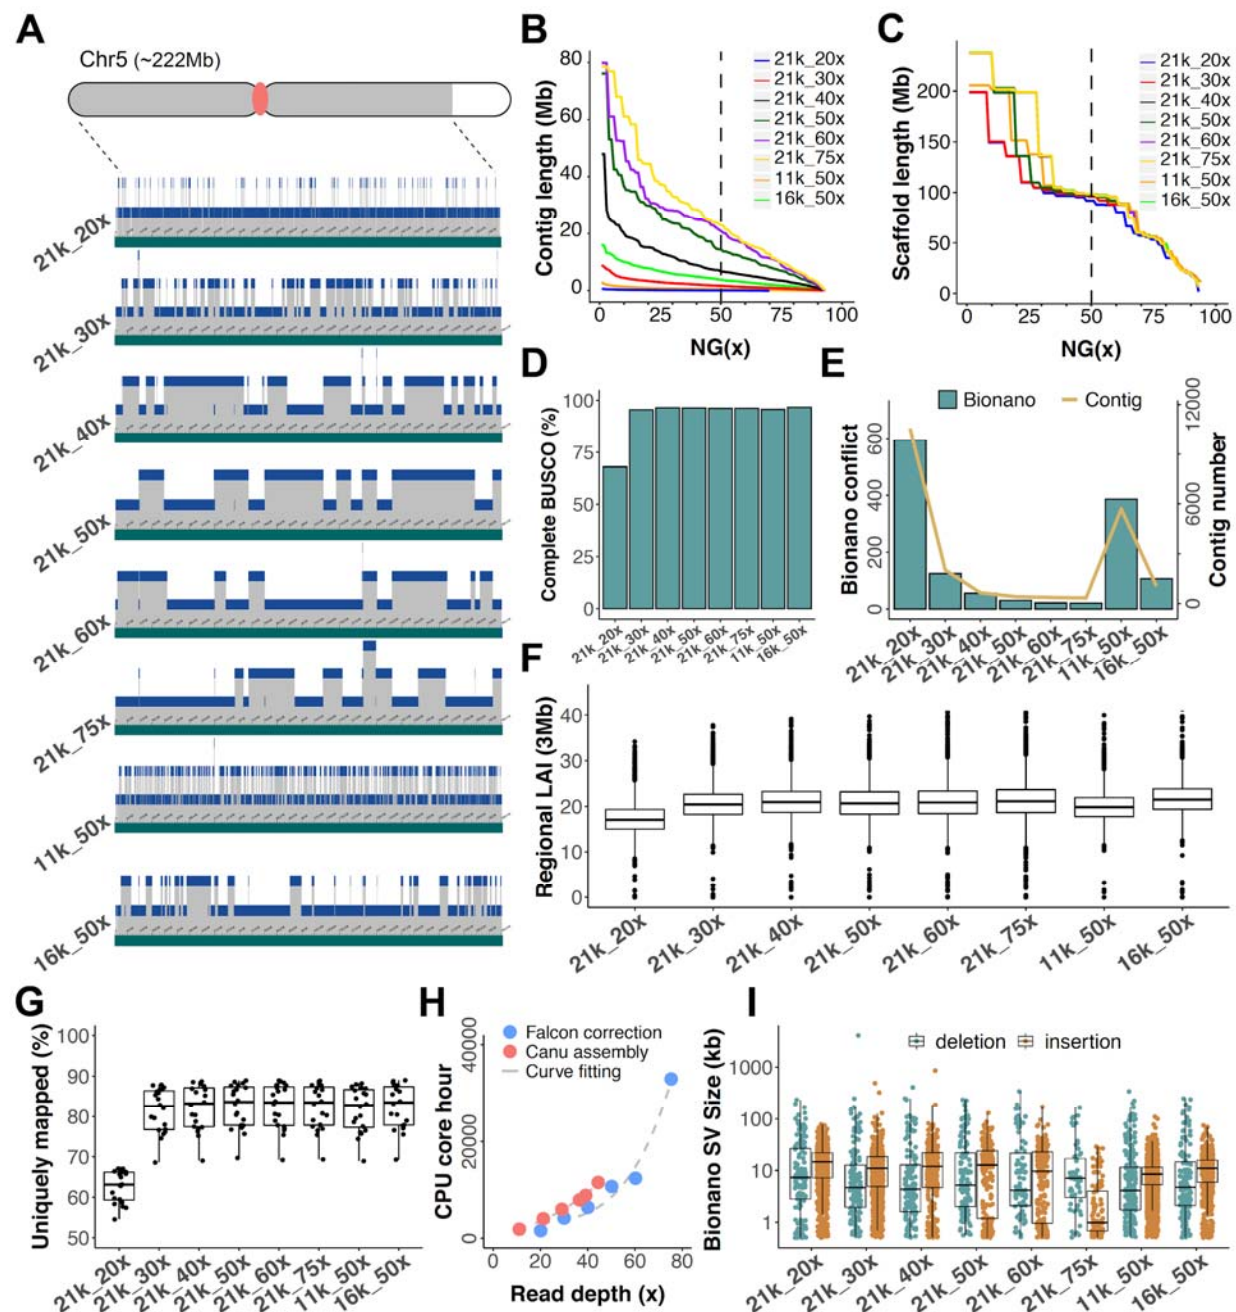 A
Chr5 (~222Mb)
21k_20x
21k_30x
21k_40x
21k_50x
21k_60x
21k_75x
11k_50x
16k_50x
B
Contig length (Mb)
80
60
40
20
0
0 25 50 75 100
NG(x)
21k_20x
21k_30x
21k_40x
21k_50x
21k_60x
21k_75x
11k_50x
16k_50x
C
Scaffold length (Mb)
200
150
100
50
0
0 25 50 75 100
NG(x)
21k_20x
21k_30x
21k_40x
21k_50x
21k_60x
21k_75x
11k_50x
16k_50x
D
Complete BUSCO (%)
100
75
50
25
0
21k_20x
21k_30x
21k_40x
21k_50x
21k_60x
21k_75x
11k_50x
16k_50x
E
Bionano Contig
Bionano conflict
600
400
200
0
Contig number
12000
6000
0
21k_20x
21k_30x
21k_40x
21k_50x
21k_60x
21k_75x
11k_50x
16k_50x
F
Regional LAI (3Mb)
40
30
20
10
0
21k_20x
21k_30x
21k_40x
21k_50x
21k_60x
21k_75x
11k_50x
16k_50x
G
Uniquely mapped (%)
100
90
80
70
60
50
21k_20x
21k_30x
21k_40x
21k_50x
21k_60x
21k_75x
11k_50x
16k_50x
H
Falcon correction
Canu assembly
Curve fitting
CPU core hour
40000
20000
0
0 20 40 60 80
Read depth (x)
I
deletion insertion
Bionano SV Size (kb)
1000
100
10
1
21k_20x
21k_30x
21k_40x
21k_50x
21k_60x
21k_75x
11k_50x
16k_50x